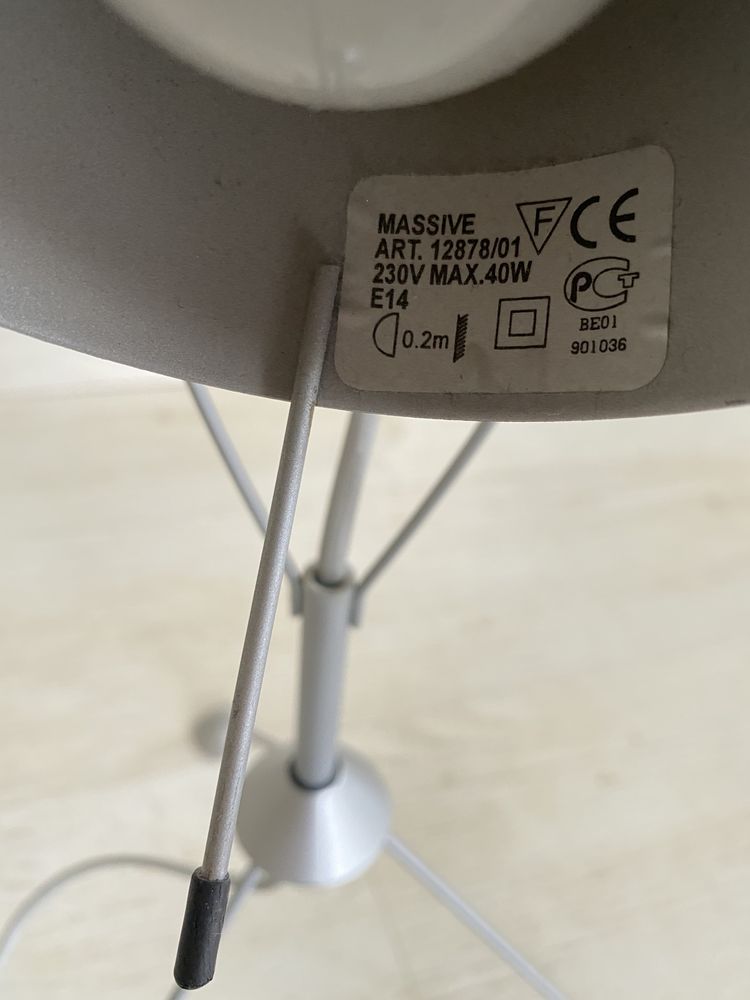 MASSIVE
ART. 12878/01
230V MAX.40W
E14
0.2m
F CE
PCT
BE01
901036